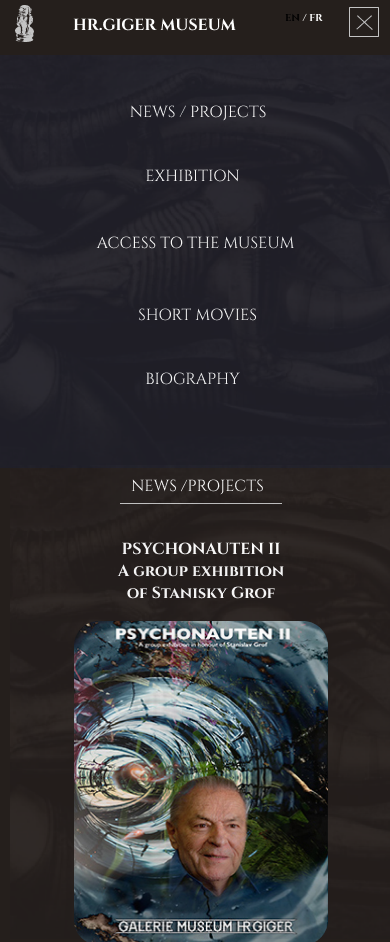 HR.GIGER MUSEUM
EN / FR
NEWS / PROJECTS
EXHIBITION
ACCESS TO THE MUSEUM
SHORT MOVIES
BIOGRAPHY
NEWS /PROJECTS
PSYCHONAUTEN II
A GROUP EXHIBITION
OF STANISKY GROF
PSYCHONAUTEN II
A group exhibition in honour of Stanislav Grof
GALERIE MUSEUM HR GIGER